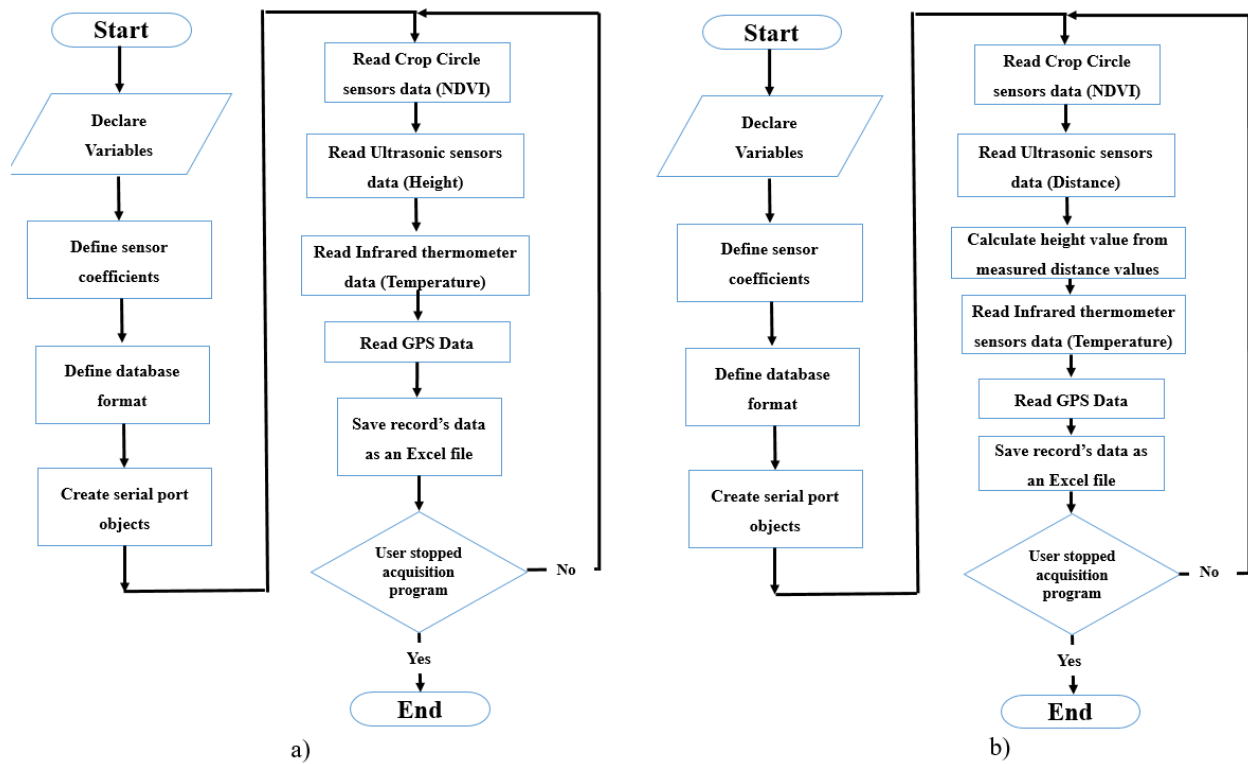 Start
Declare
Variables
Define sensor
coefficients
Define database
format
Create serial port
objects
Read Crop Circle
sensors data (NDVI)
Read Ultrasonic sensors
data (Height)
Read Infrared thermometer
data (Temperature)
Read GPS Data
Save record's data
as an Excel file
User stopped
acquisition
program
No
Yes
End
a)
Start
Declare
Variables
Define sensor
coefficients
Define database
format
Create serial port
objects
Read Crop Circle
sensors data (NDVI)
Read Ultrasonic sensors
data (Distance)
Calculate height value from
measured distance values
Read Infrared thermometer
sensors data (Temperature)
Read GPS Data
Save record's data as
an Excel file
User stopped
acquisition
program
No
Yes
End
b)